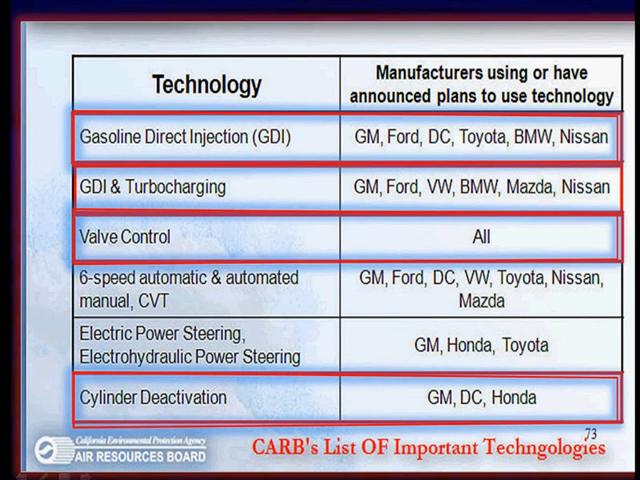 Technology
Manufacturers using or have
announced plans to use technology
Gasoline Direct Injection (GDI)
GM, Ford, DC, Toyota, BMW, Nissan
GDI & Turbocharging
GM, Ford, VW, BMW, Mazda, Nissan
Valve Control
All
6-speed automatic & automated
manual, CVT
GM, Ford, DC, VW, Toyota, Nissan,
Mazda
Electric Power Steering,
Electrohydraulic Power Steering
GM, Honda, Toyota
Cylinder Deactivation
GM, DC, Honda
73
California Environmental Protection Agency
AIR RESOURCES BOARD
CARB's List OF Important Techngologies